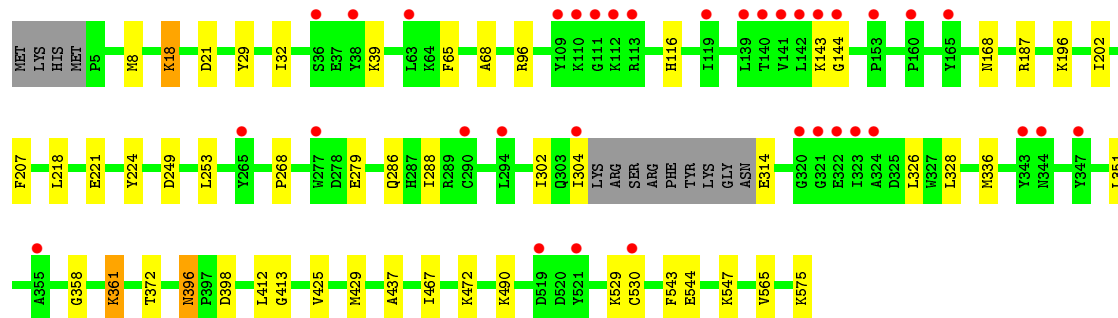 MET LYS HIS MET P5 M8 K18 D21 Y29 I32 S36 E37 Y38 K39 L63 K64 F65 A68 R96 Y109 K110 G111 K112 R113 H116 I119 L139 T140 V141 L142 K143 G144 P153 P160 Y165 N168 R187 K196 I202
F207 L218 E221 Y224 D249 L253 Y265 P268 W277 D278 E279 Q286 H287 I288 R289 C290 L294 I302 Q303 I304 LYS ARG SER ARG PHE TYR LYS GLY ASN E314 G320 G321 E322 I323 A324 D325 L326 W327 L328 M336 Y343 N344 Y347 L351
A355 G358 K361 T372 N396 P397 D398 L412 G413 V425 M429 A437 I467 K472 K490 D519 D520 Y521 K529 C530 F543 E544 K547 V565 K575